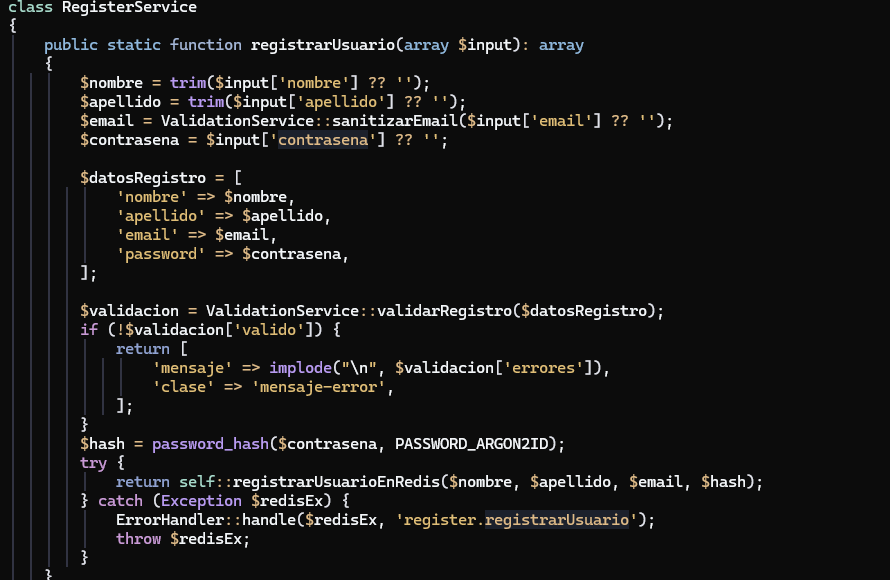 class RegisterService
{
    public static function registrarUsuario(array $input): array
    {
        $nombre = trim($input['nombre'] ?? '');
        $apellido = trim($input['apellido'] ?? '');
        $email = ValidationService::sanitizarEmail($input['email'] ?? '');
        $contrasena = $input['contrasena'] ?? '';

        $datosRegistro = [
            'nombre' => $nombre,
            'apellido' => $apellido,
            'email' => $email,
            'password' => $contrasena,
        ];

        $validacion = ValidationService::validarRegistro($datosRegistro);
        if (!$validacion['valido']) {
            return [
                'mensaje' => implode("\n", $validacion['errores']),
                'clase' => 'mensaje-error',
            ];
        }
        $hash = password_hash($contrasena, PASSWORD_ARGON2ID);
        try {
            return self::registrarUsuarioEnRedis($nombre, $apellido, $email, $hash);
        } catch (Exception $redisEx) {
            ErrorHandler::handle($redisEx, 'register.registrarUsuario');
            throw $redisEx;
        }
    }